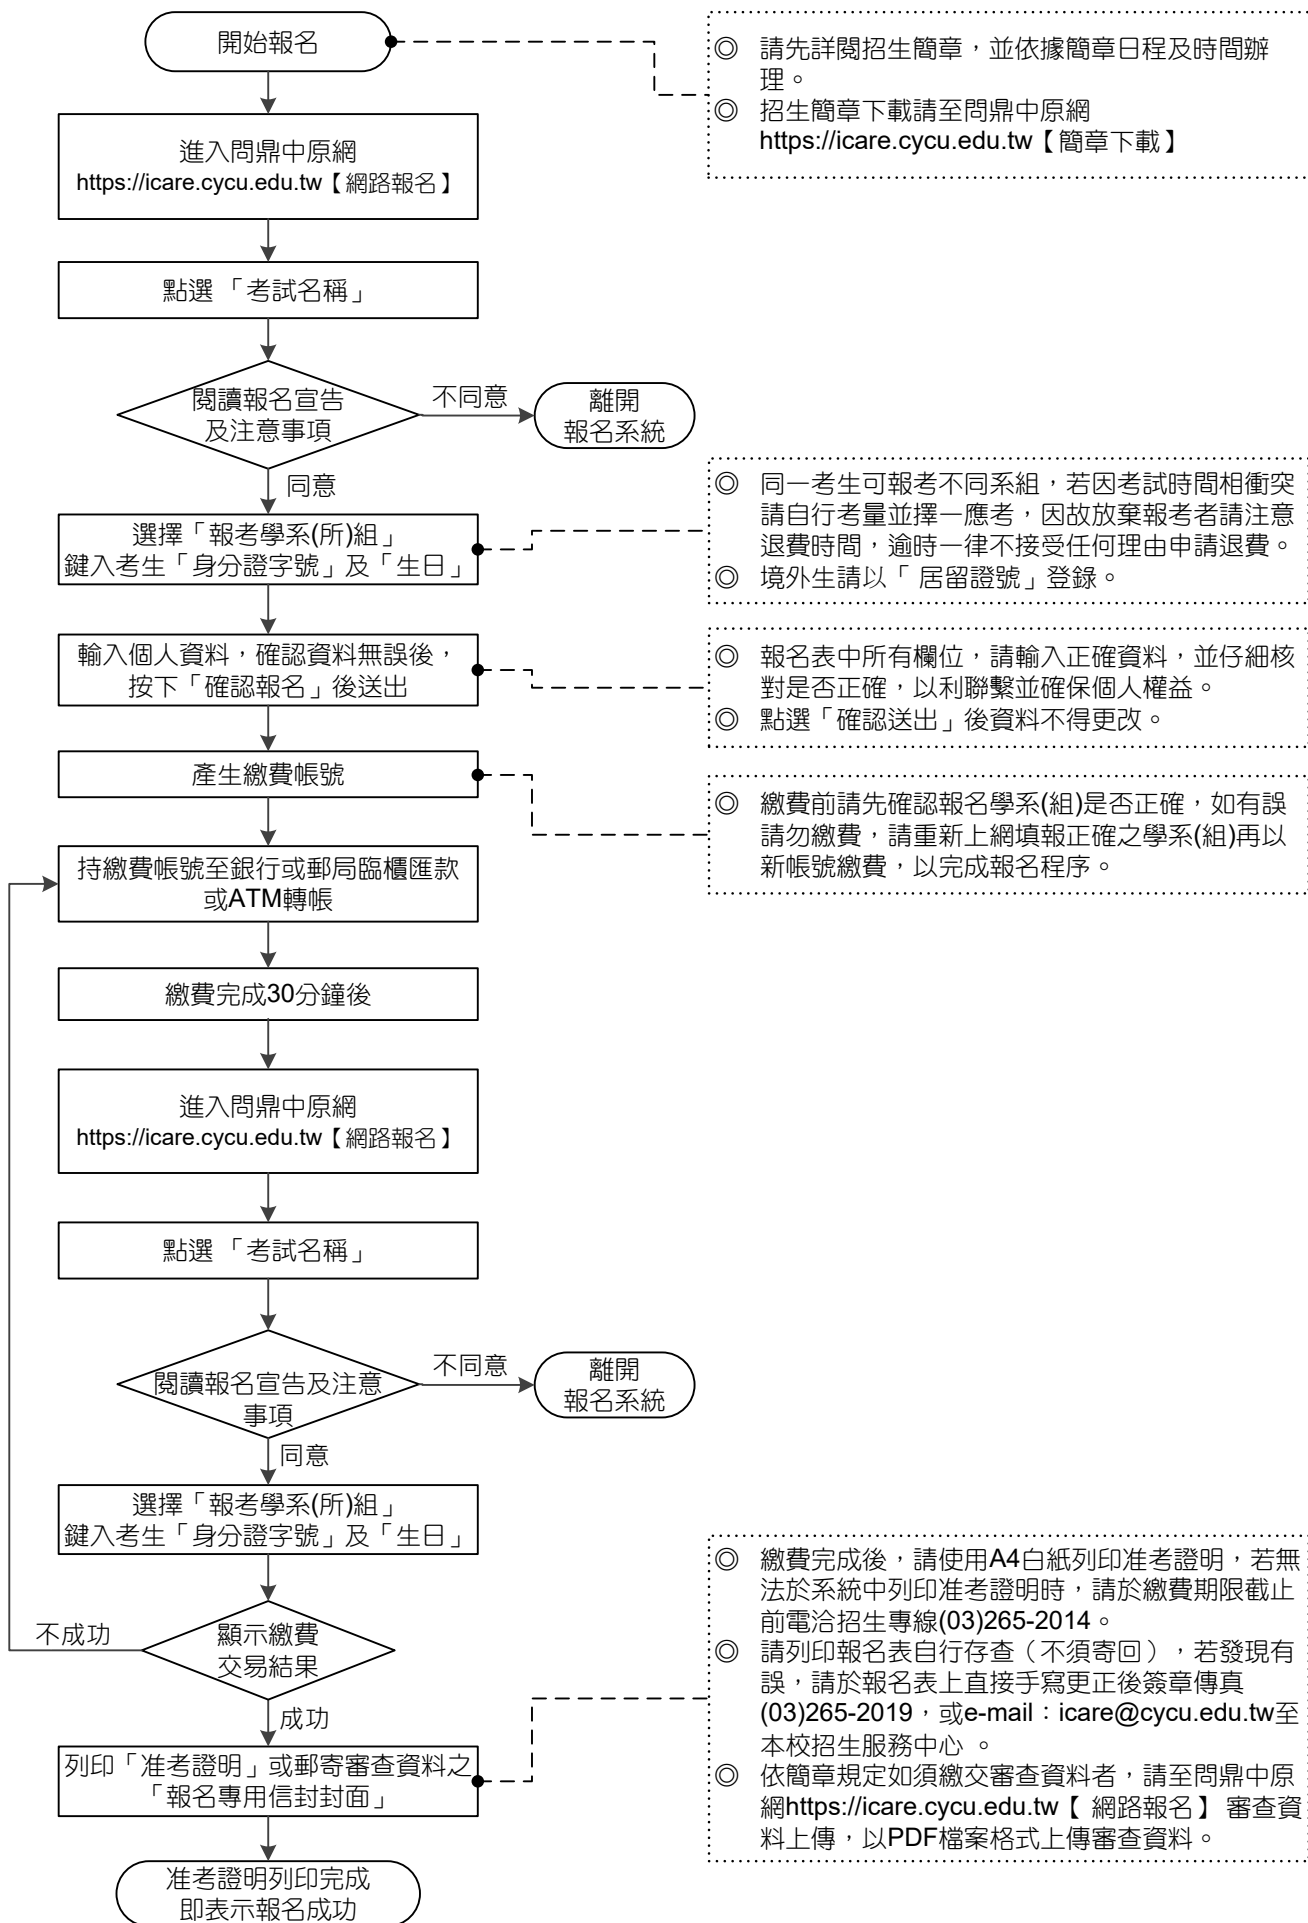 開始報名
◎ 請先詳閱招生簡章，並依據簡章日程及時間辦
理。
◎ 招生簡章下載請至問鼎中原網
https://icare.cycu.edu.tw【簡章下載】
進入問鼎中原網
https://icare.cycu.edu.tw【網路報名】
點選 「考試名稱」
閱讀報名宣告
及注意事項
不同意
離開
報名系統
同意
選擇「報考學系(所)組」
鍵入考生「身分證字號」及「生日」
◎ 同一考生可報考不同系組，若因考試時間相衝突
請自行考量並擇一應考，因故放棄報考者請注意
退費時間，逾時一律不接受任何理由申請退費。
◎ 境外生請以「 居留證號」登錄。
輸入個人資料，確認資料無誤後，
按下「確認報名」後送出
◎ 報名表中所有欄位，請輸入正確資料，並仔細核
對是否正確，以利聯繫並確保個人權益。
◎ 點選「確認送出」後資料不得更改。
產生繳費帳號
◎ 繳費前請先確認報名學系(組)是否正確，如有誤
請勿繳費，請重新上網填報正確之學系(組)再以
新帳號繳費，以完成報名程序。
持繳費帳號至銀行或郵局臨櫃匯款
或ATM轉帳
繳費完成30分鐘後
進入問鼎中原網
https://icare.cycu.edu.tw【網路報名】
點選 「考試名稱」
閱讀報名宣告及注意
事項
不同意
離開
報名系統
同意
選擇「報考學系(所)組」
鍵入考生「身分證字號」及「生日」
顯示繳費
交易結果
不成功
成功
列印「准考證明」或郵寄審查資料之
「報名專用信封封面」
◎ 繳費完成後，請使用A4白紙列印准考證明，若無
法於系統中列印准考證明時，請於繳費期限截止
前電洽招生專線(03)265-2014。
◎ 請列印報名表自行存查（不須寄回），若發現有
誤，請於報名表上直接手寫更正後簽章傳真
(03)265-2019，或e-mail：icare@cycu.edu.tw至
本校招生服務中心 。
◎ 依簡章規定如須繳交審查資料者，請至問鼎中原
網https://icare.cycu.edu.tw【 網路報名】 審查資
料上傳，以PDF檔案格式上傳審查資料。
准考證明列印完成
即表示報名成功